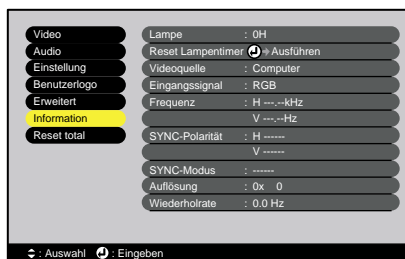 Video
Audio
Einstellung
Benutzerlogo
Erweitert
Information
Reset total
Lampe : 0H
Reset Lampentimer Ausführen
Videoquelle : Computer
Eingangssignal : RGB
Frequenz : H ---.--kHz
V ---.--Hz
SYNC-Polarität : H ------
V ------
SYNC-Modus : ------
Auflösung : 0x 0
Wiederholrate : 0.0 Hz
: Auswahl : Eingeben